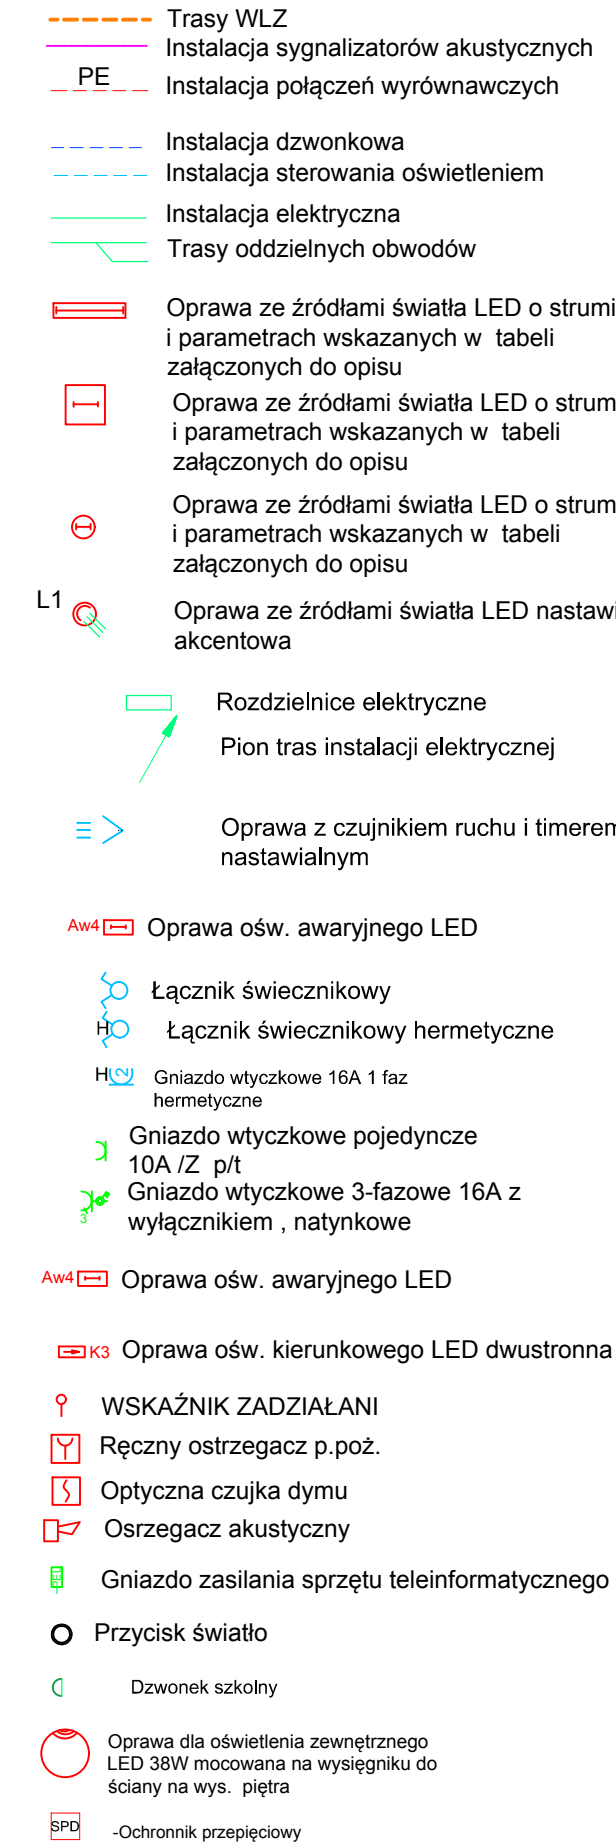 Trasy WLZ
Instalacja sygnalizatorów akustycznych
PE Instalacja połączeń wyrównawczych
Instalacja dzwonkowa
Instalacja sterowania oświetleniem
Instalacja elektryczna
Trasy oddzielnych obwodów
Oprawa ze źródłami światła LED o strumi
i parametrach wskazanych w tabeli
załączonych do opisu
Oprawa ze źródłami światła LED o strum
i parametrach wskazanych w tabeli
załączonych do opisu
Oprawa ze źródłami światła LED o strum
i parametrach wskazanych w tabeli
załączonych do opisu
L1 Oprawa ze źródłami światła LED nastawi
akcentowa
Rozdzielnice elektryczne
Pion tras instalacji elektrycznej
Oprawa z czujnikiem ruchu i timerem
nastawialnym
Aw4 Oprawa ośw. awaryjnego LED
Łącznik świecznikowy
H Łącznik świecznikowy hermetyczne
H 2 Gniazdo wtyczkowe 16A 1 faz
hermetyczne
Gniazdo wtyczkowe pojedyncze
10A /Z p/t
Gniazdo wtyczkowe 3-fazowe 16A z
3 wyłącznikiem , natynkowe
Aw4 Oprawa ośw. awaryjnego LED
K3 Oprawa ośw. kierunkowego LED dwustronna
WSKAŹNIK ZADZIAŁANI
Ręczny ostrzegacz p.poż.
Optyczna czujka dymu
Osrzegacz akustyczny
Gniazdo zasilania sprzętu teleinformatycznego
Przycisk światło
Dzwonek szkolny
Oprawa dla oświetlenia zewnętrznego
LED 38W mocowana na wysięgniku do
ściany na wys. piętra
SPD -Ochronnik przepięciowy